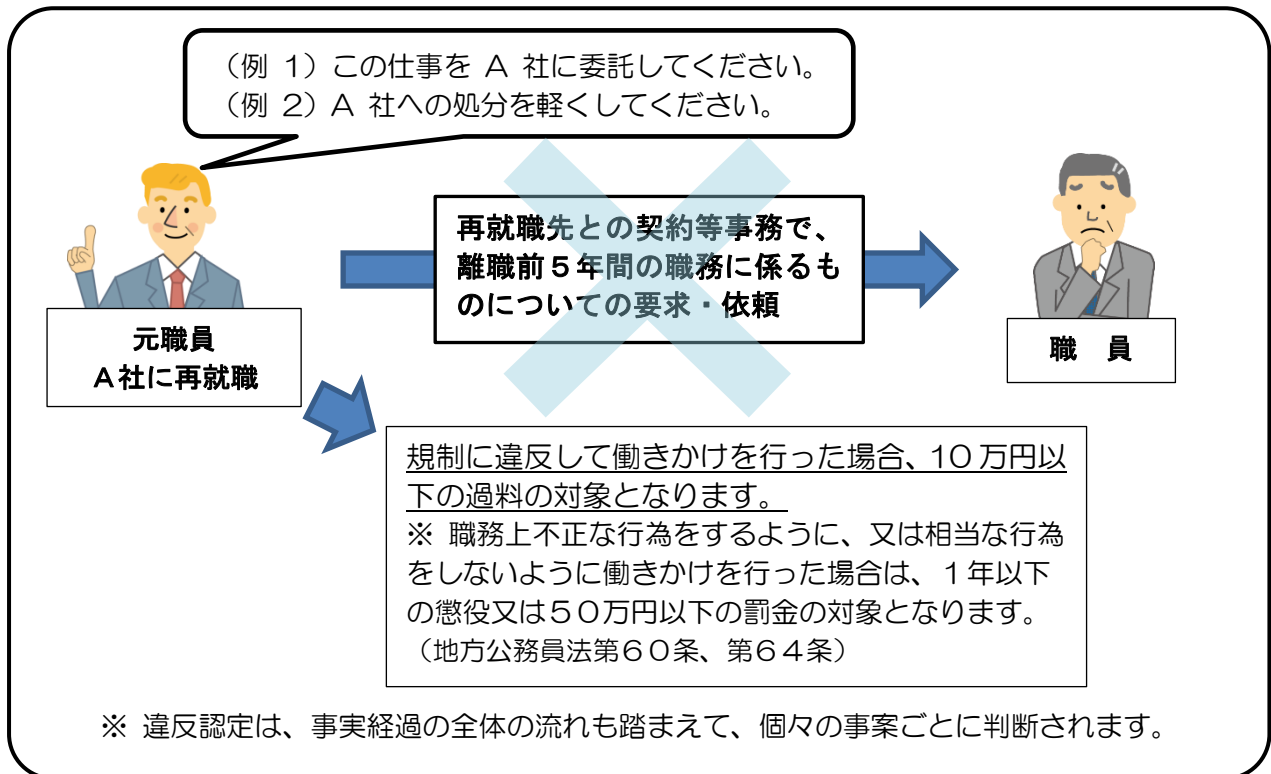 （例 1）この仕事を A 社に委託してください。
（例 2）A 社への処分を軽くしてください。
再就職先との契約等事務で、
離職前５年間の職務に係るも
のについての要求・依頼
元職員
Ａ社に再就職
職　員
規制に違反して働きかけを行った場合、10 万円以
下の過料の対象となります。
※ 職務上不正な行為をするように、又は相当な行為
をしないように働きかけを行った場合は、１年以下
の懲役又は５０万円以下の罰金の対象となります。
（地方公務員法第６０条、第６４条）
※ 違反認定は、事実経過の全体の流れも踏まえて、個々の事案ごとに判断されます。